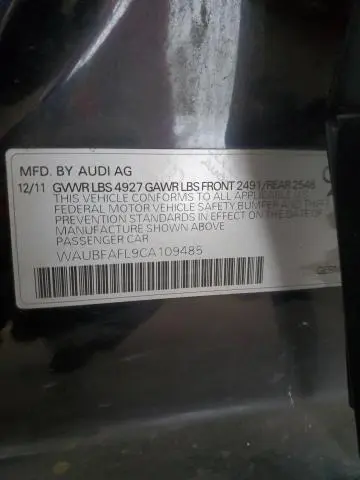 MFD. BY AUDI AG
12/11 GVWR LBS 4927 GAWR LBS FRONT 2491/REAR 2546
THIS VEHICLE CONFORMS TO ALL APPLICABLE U.S.
FEDERAL MOTOR VEHICLE SAFETY, BUMPER AND THEFT
PREVENTION STANDARDS IN EFFECT ON THE DATE OF
MANUFACTURE SHOWN ABOVE
PASSENGER CAR
WAUBFAFL9CA109485